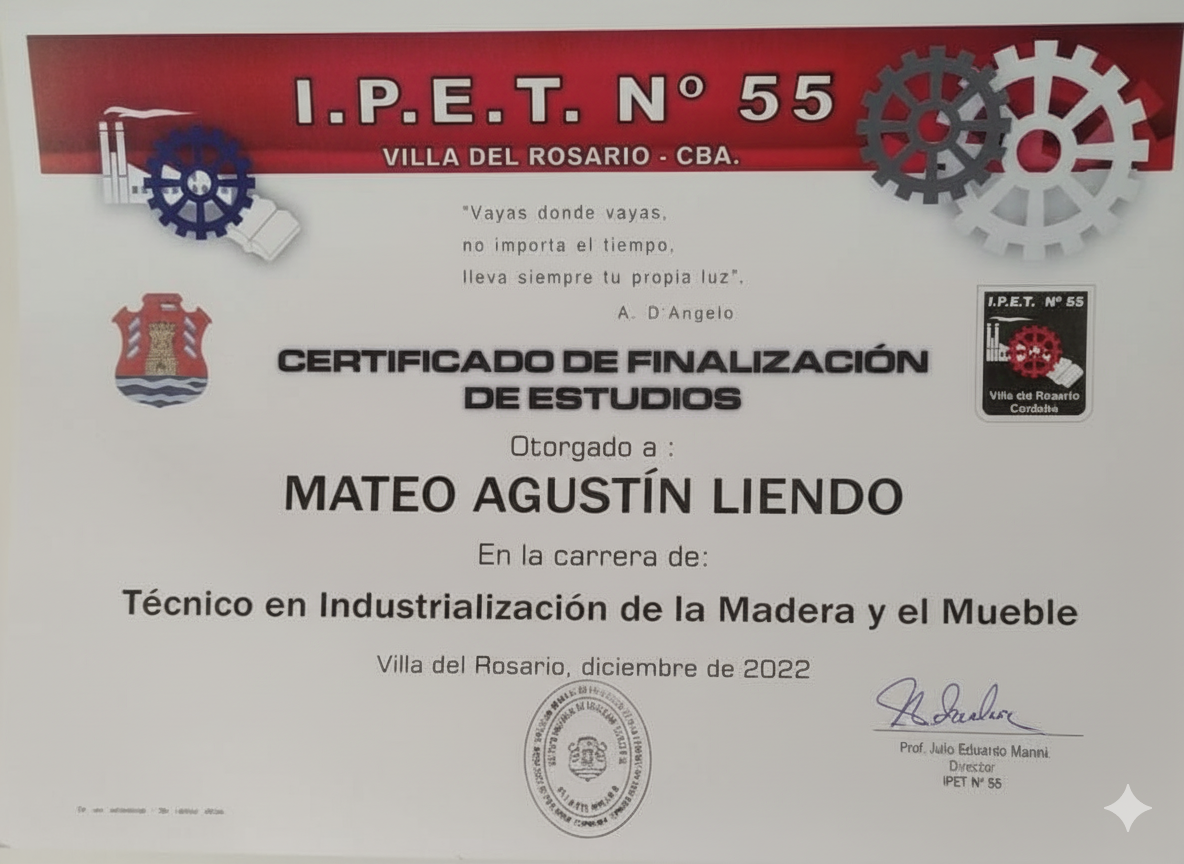 I.P.E.T. Nº 55
VILLA DEL ROSARIO - CBA.
"Vayas donde vayas,
no importa el tiempo,
lleva siempre tu propia luz".
A. D'Angelo
I.P.E.T. Nº 55
Villa del Rosario
CERTIFICADO DE FINALIZACIÓN
DE ESTUDIOS
Otorgado a :
MATEO AGUSTÍN LIENDO
En la carrera de:
Técnico en Industrialización de la Madera y el Mueble
Villa del Rosario, diciembre de 2022
Prof. Julio Eduardo Manni
Director
IPET Nº 55